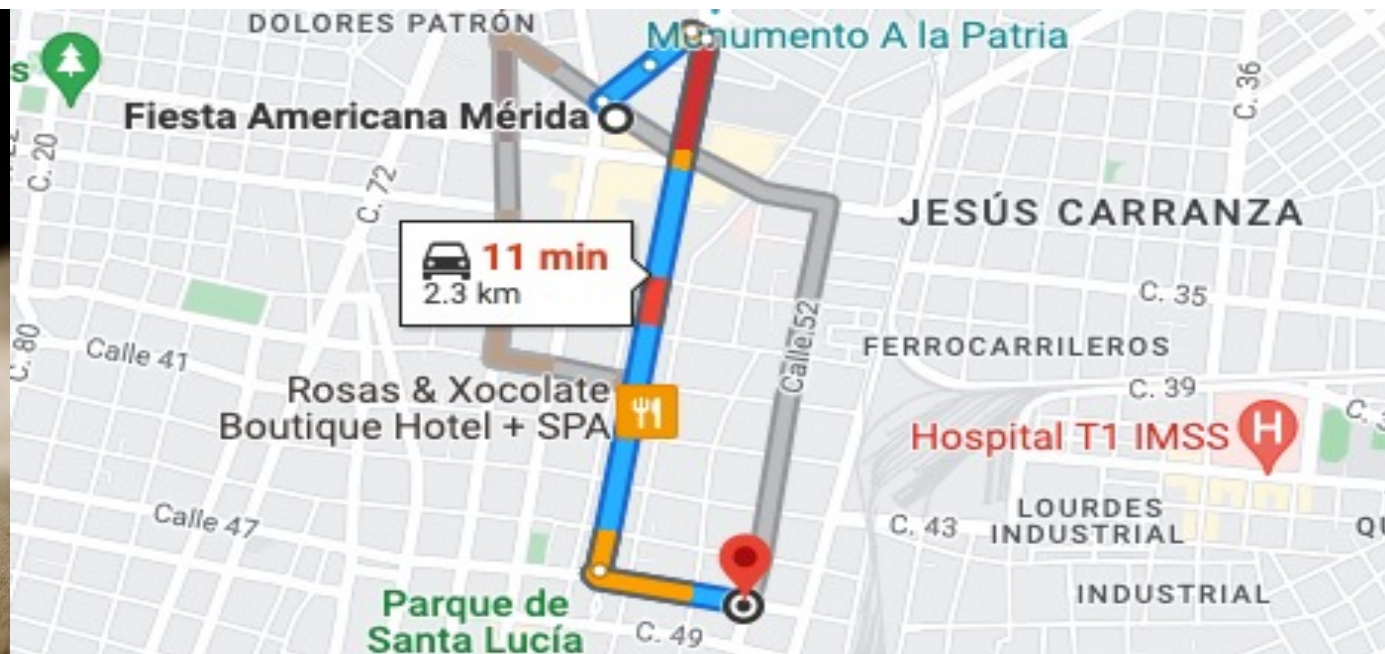 DOLORES PATRÓN
Monumento A la Patria
Fiesta Americana Mérida
C. 36
C. 20
C. 72
JESÚS CARRANZA
11 min
2.3 km
C. 35
Calle 52
FERROCARRILEROS
C. 80
Calle 41
C. 39
Rosas & Xocolate
Boutique Hotel + SPA
Hospital T1 IMSS
H
LOURDES
INDUSTRIAL
Calle 47
C. 43
INDUSTRIAL
Parque de
Santa Lucía
C. 49